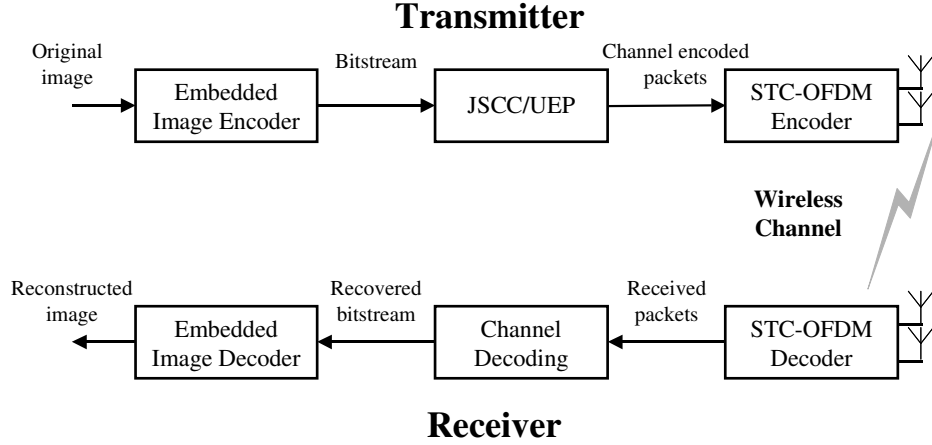 Transmitter
Original
image
Bitstream
Channel encoded
packets
Embedded
Image Encoder
JSCC/UEP
STC-OFDM
Encoder
Wireless
Channel
Reconstructed
image
Recovered
bitstream
Received
packets
Embedded
Image Decoder
Channel
Decoding
STC-OFDM
Decoder
Receiver